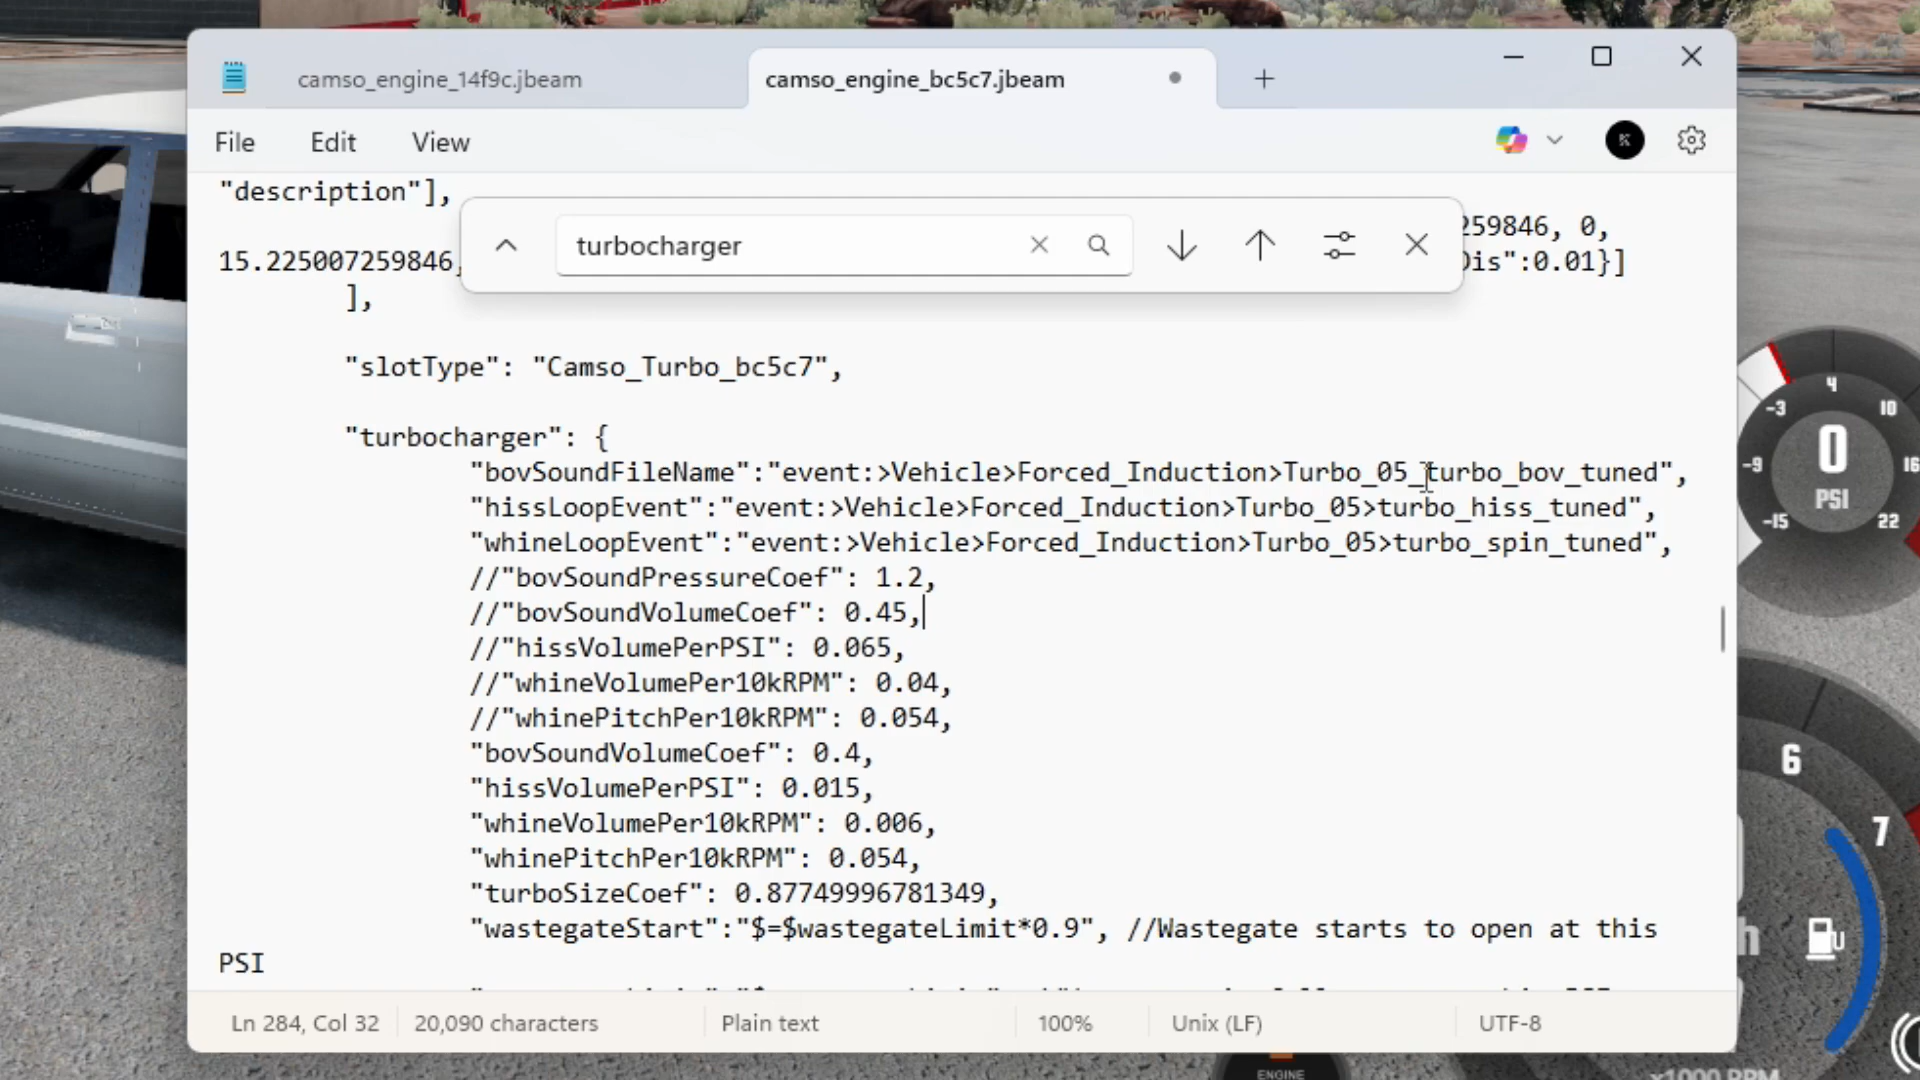 camso_engine_14f9c.jbeam
camso_engine_bc5c7.jbeam
File Edit View
"description"],
turbocharger
259846, 0,
15.225007259846,
Dis":0.01}]
],
"slotType": "Camso_Turbo_bc5c7",
"turbocharger": {
"bovSoundFileName":"event:>Vehicle>Forced_Induction>Turbo_05_turbo_bov_tuned",
"hissLoopEvent":"event:>Vehicle>Forced_Induction>Turbo_05>turbo_hiss_tuned",
"whineLoopEvent":"event:>Vehicle>Forced_Induction>Turbo_05>turbo_spin_tuned",
//"bovSoundPressureCoef": 1.2,
//"bovSoundVolumeCoef": 0.45,
//"hissVolumePerPSI": 0.065,
//"whineVolumePer10kRPM": 0.04,
//"whinePitchPer10kRPM": 0.054,
"bovSoundVolumeCoef": 0.4,
"hissVolumePerPSI": 0.015,
"whineVolumePer10kRPM": 0.006,
"whinePitchPer10kRPM": 0.054,
"turboSizeCoef": 0.87749996781349,
"wastegateStart":"$=$wastegateLimit*0.9", //Wastegate starts to open at this
PSI
Ln 284, Col 32 20,090 characters Plain text 100% Unix (LF) UTF-8
4
-3 10
-9 0 16
PSI
-15 22
6
7
h
ENGINE
x1000 RPM